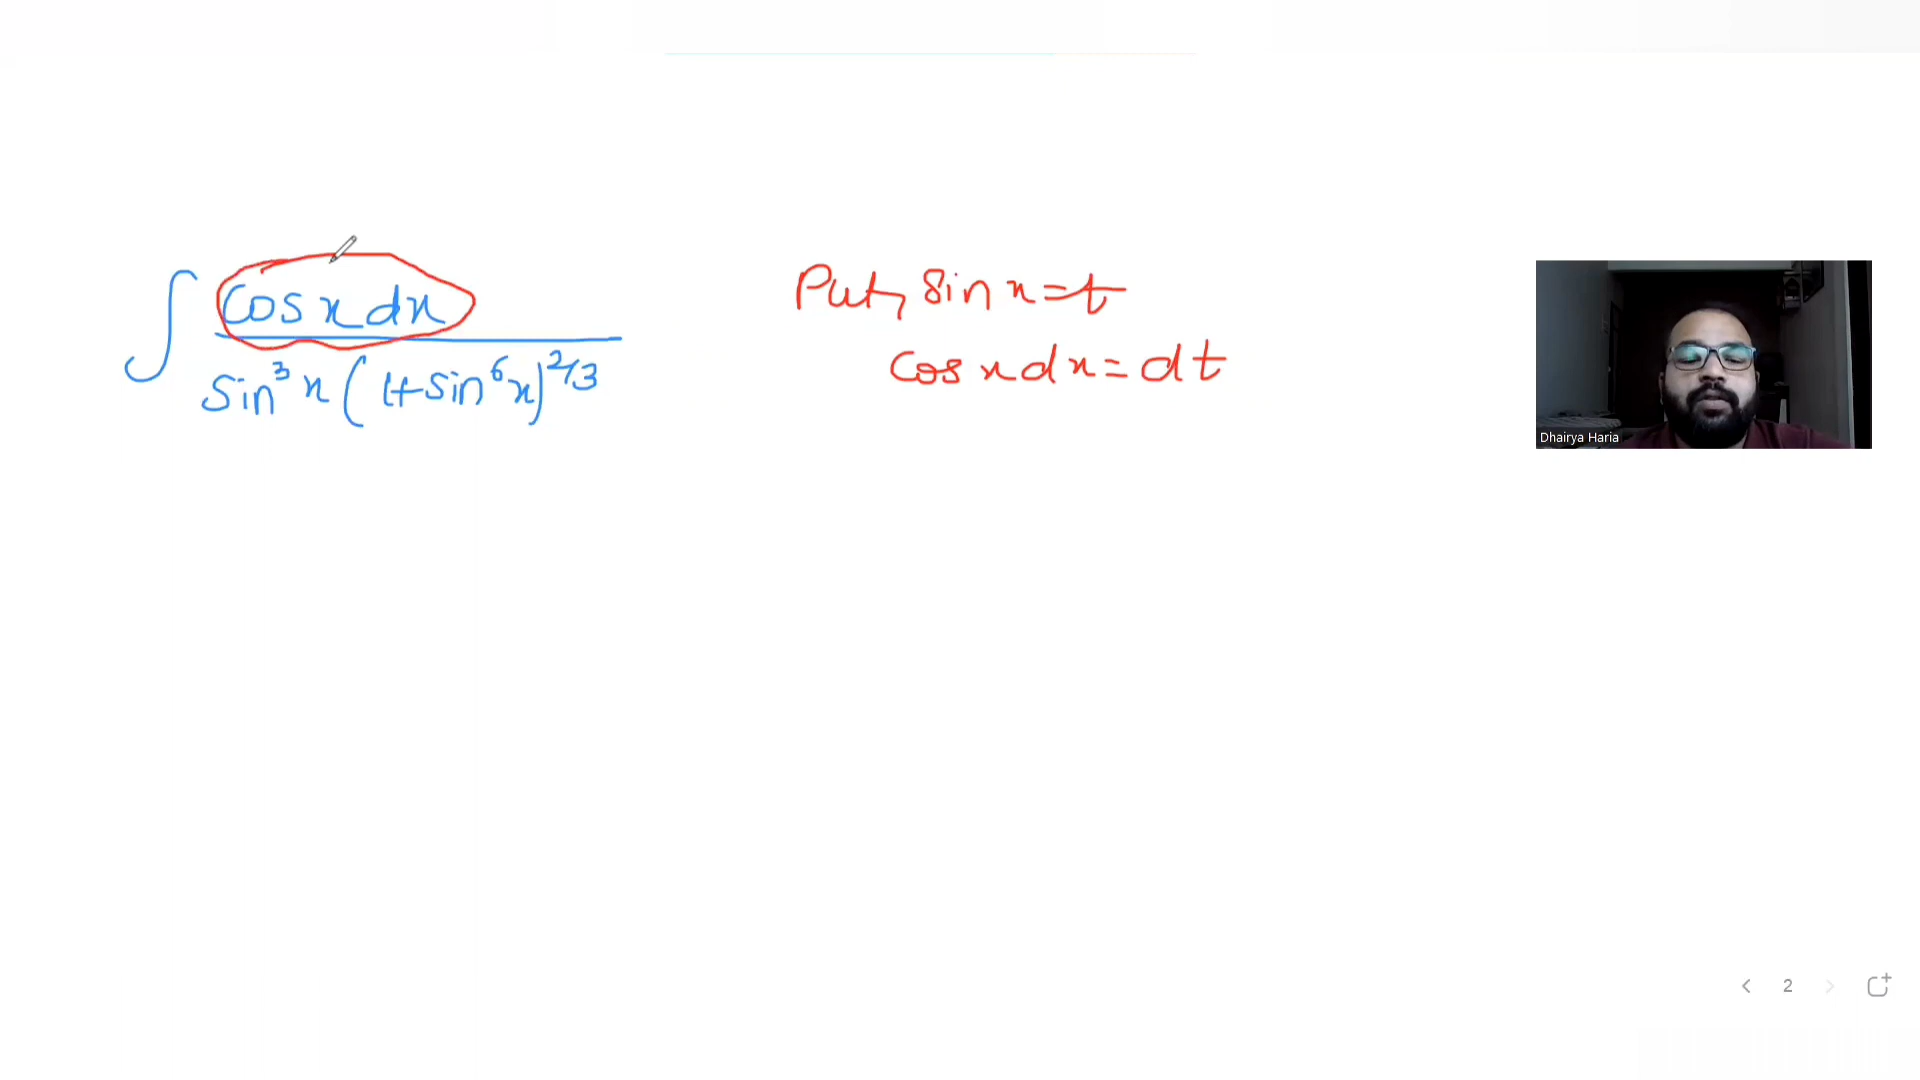 ∫ cos x dx / sin³x (1+sin⁶x)^2/3
Put, sin x = t
cos x dx = dt
Dhairya Haria
2